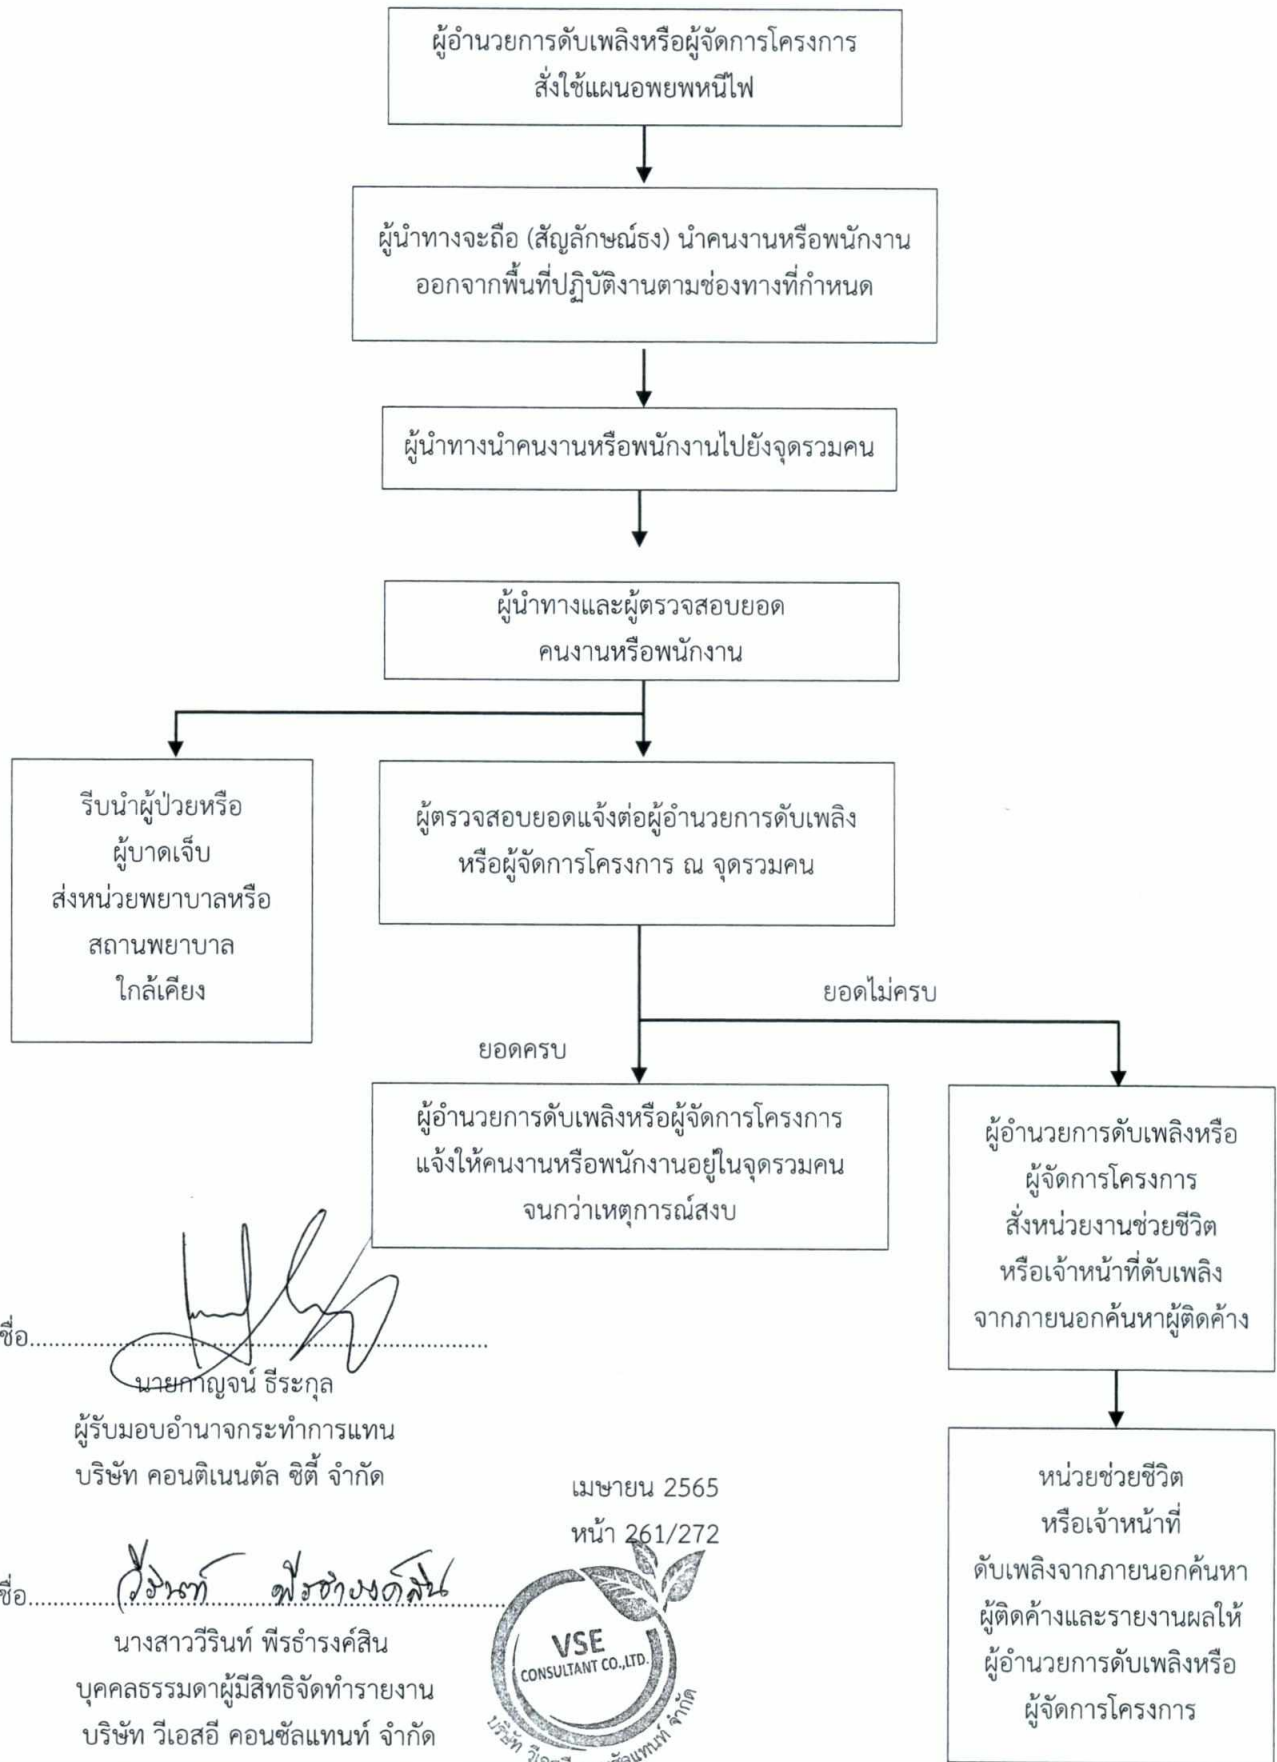 ผู้อำนวยการดับเพลิงหรือผู้จัดการโครงการ
สั่งใช้แผนอพยพหนีไฟ
ผู้นำทางจะถือ (สัญลักษณ์ธง) นำคนงานหรือพนักงาน
ออกจากพื้นที่ปฏิบัติงานตามช่องทางที่กำหนด
ผู้นำทางนำคนงานหรือพนักงานไปยังจุดรวมคน
ผู้นำทางและผู้ตรวจสอบยอด
คนงานหรือพนักงาน
รีบนำผู้ป่วยหรือ
ผู้บาดเจ็บ
ส่งหน่วยพยาบาลหรือ
สถานพยาบาล
ใกล้เคียง
ผู้ตรวจสอบยอดแจ้งต่อผู้อำนวยการดับเพลิง
หรือผู้จัดการโครงการ ณ จุดรวมคน
ยอดไม่ครบ
ยอดครบ
ผู้อำนวยการดับเพลิงหรือผู้จัดการโครงการ
แจ้งให้คนงานหรือพนักงานอยู่ในจุดรวมคน
จนกว่าเหตุการณ์สงบ
ผู้อำนวยการดับเพลิงหรือ
ผู้จัดการโครงการ
สั่งหน่วยงานช่วยชีวิต
หรือเจ้าหน้าที่ดับเพลิง
จากภายนอกค้นหาผู้ติดค้าง
หน่วยช่วยชีวิต
หรือเจ้าหน้าที่
ดับเพลิงจากภายนอกค้นหา
ผู้ติดค้างและรายงานผลให้
ผู้อำนวยการดับเพลิงหรือ
ผู้จัดการโครงการ
ชื่อ
นายกาญจน์ ธีระกุล
ผู้รับมอบอำนาจกระทำการแทน
บริษัท คอนติเนนตัล ซิตี้ จำกัด
เมษายน 2565
หน้า 261/272
ชื่อ วีรินท์ พีรธำรงค์สิน
นางสาววีรินท์ พีรธำรงค์สิน
บุคคลธรรมดาผู้มีสิทธิจัดทำรายงาน
บริษัท วีเอสอี คอนซัลแทนท์ จำกัด
VSE
CONSULTANT CO.,LTD.
บริษัท วีเอสอี คอนซัลแทนท์ จำกัด